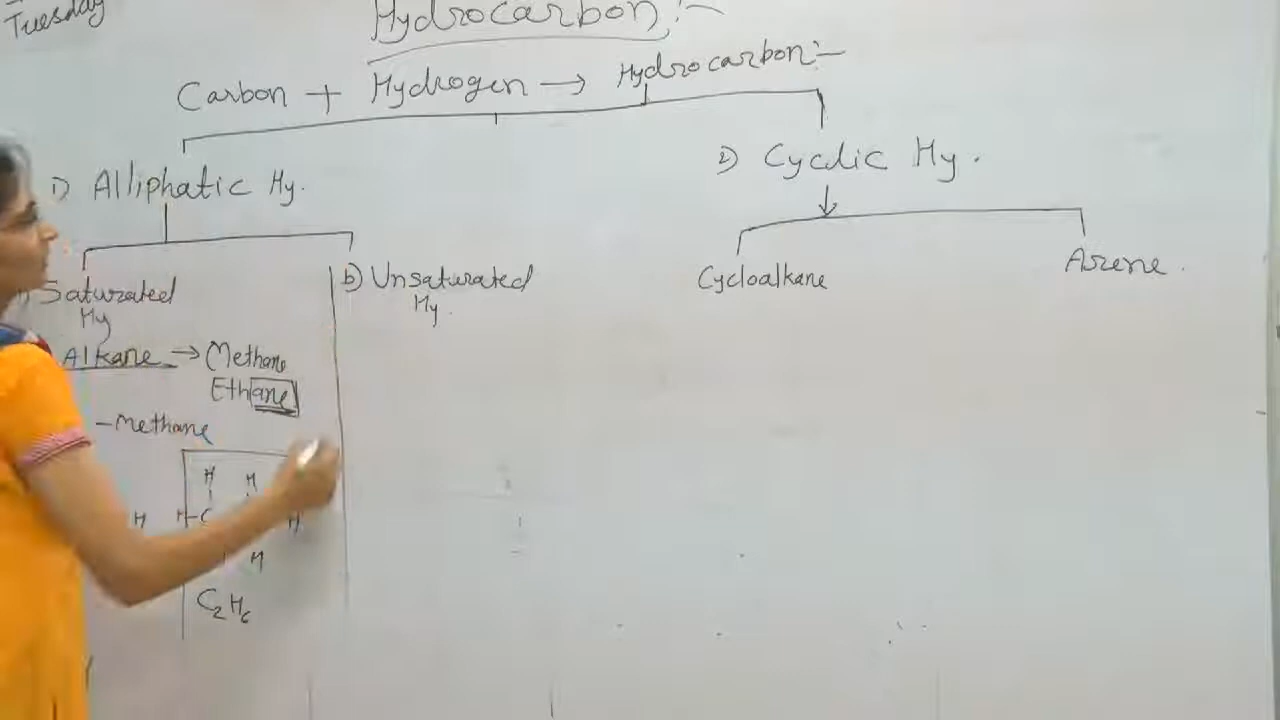 Tuesday
Hydrocarbon :-
Carbon + Hydrogen → Hydrocarbon:-
1) Alliphatic Hy.
2) Cyclic Hy.
Saturated
Hy
b) Unsaturated
Hy.
Cycloalkane
Arene.
Alkane → Methane
Ethane
-Methane
H H
H H-C H
H
C2H6